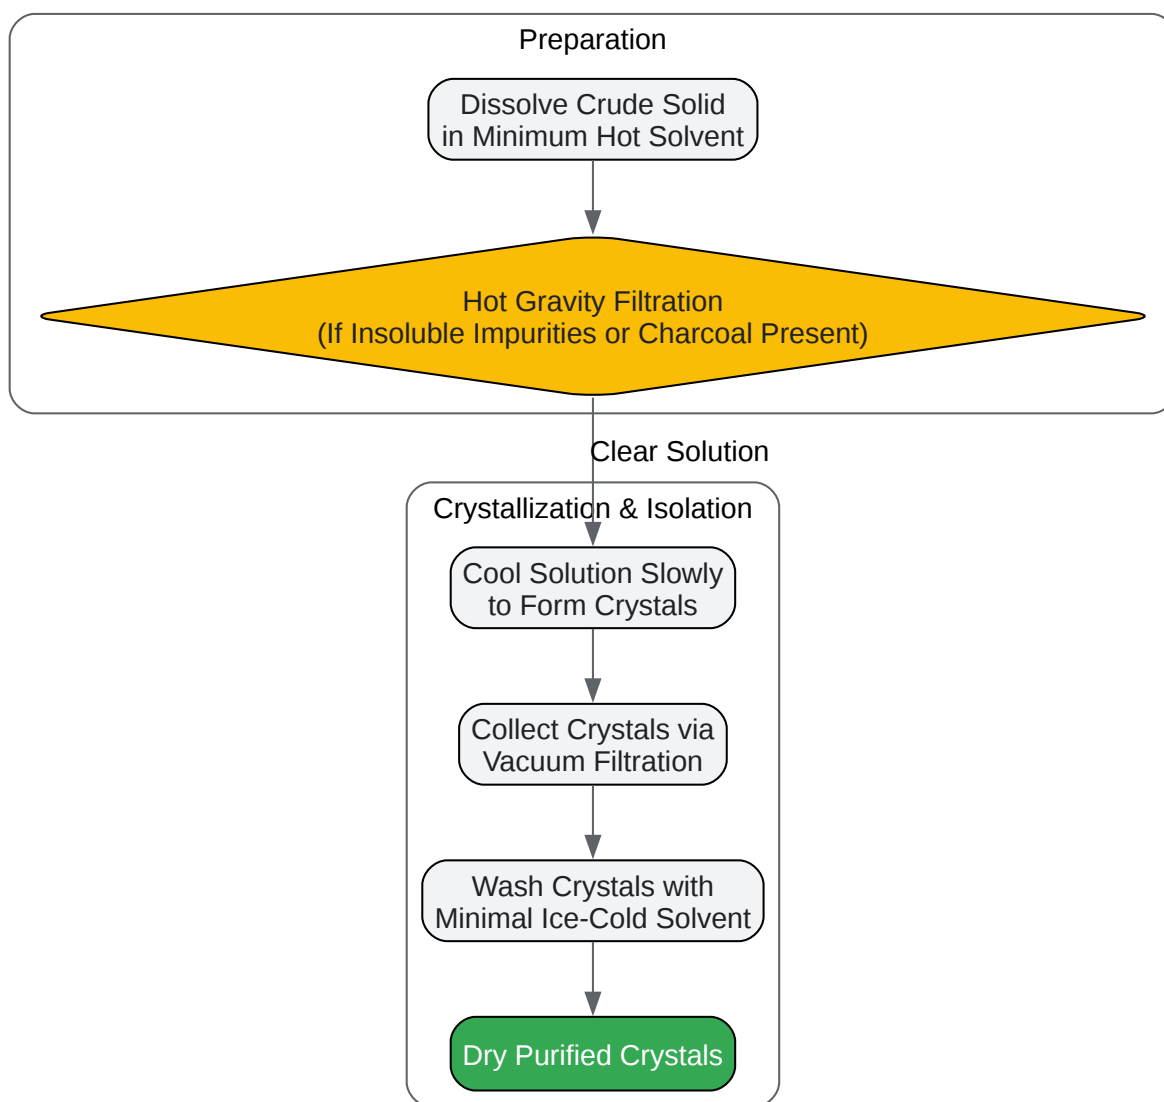 Preparation
Dissolve Crude Solid
in Minimum Hot Solvent
Hot Gravity Filtration
(If Insoluble Impurities or Charcoal Present)
Clear Solution
Crystallization & Isolation
Cool Solution Slowly
to Form Crystals
Collect Crystals via
Vacuum Filtration
Wash Crystals with
Minimal Ice-Cold Solvent
Dry Purified Crystals